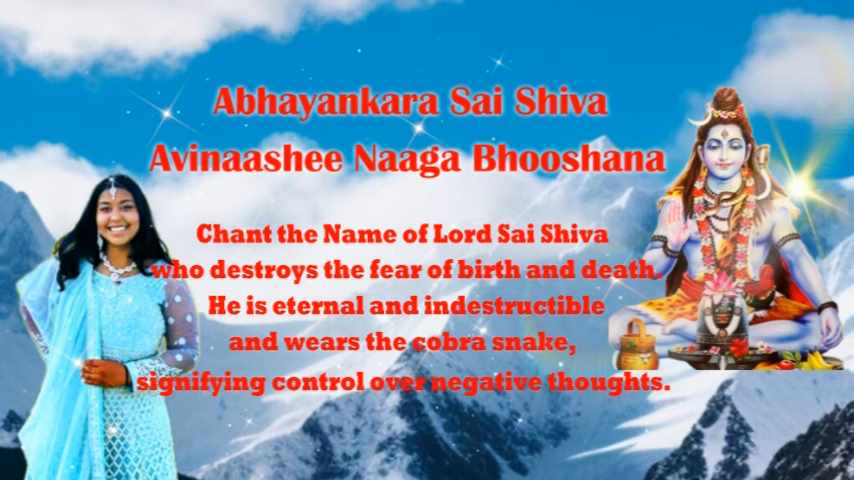 Abhayankara Sai Shiva
Avinaashee Naaga Bhooshana
Chant the Name of Lord Sai Shiva
who destroys the fear of birth and death.
He is eternal and indestructible
and wears the cobra snake,
signifying control over negative thoughts.